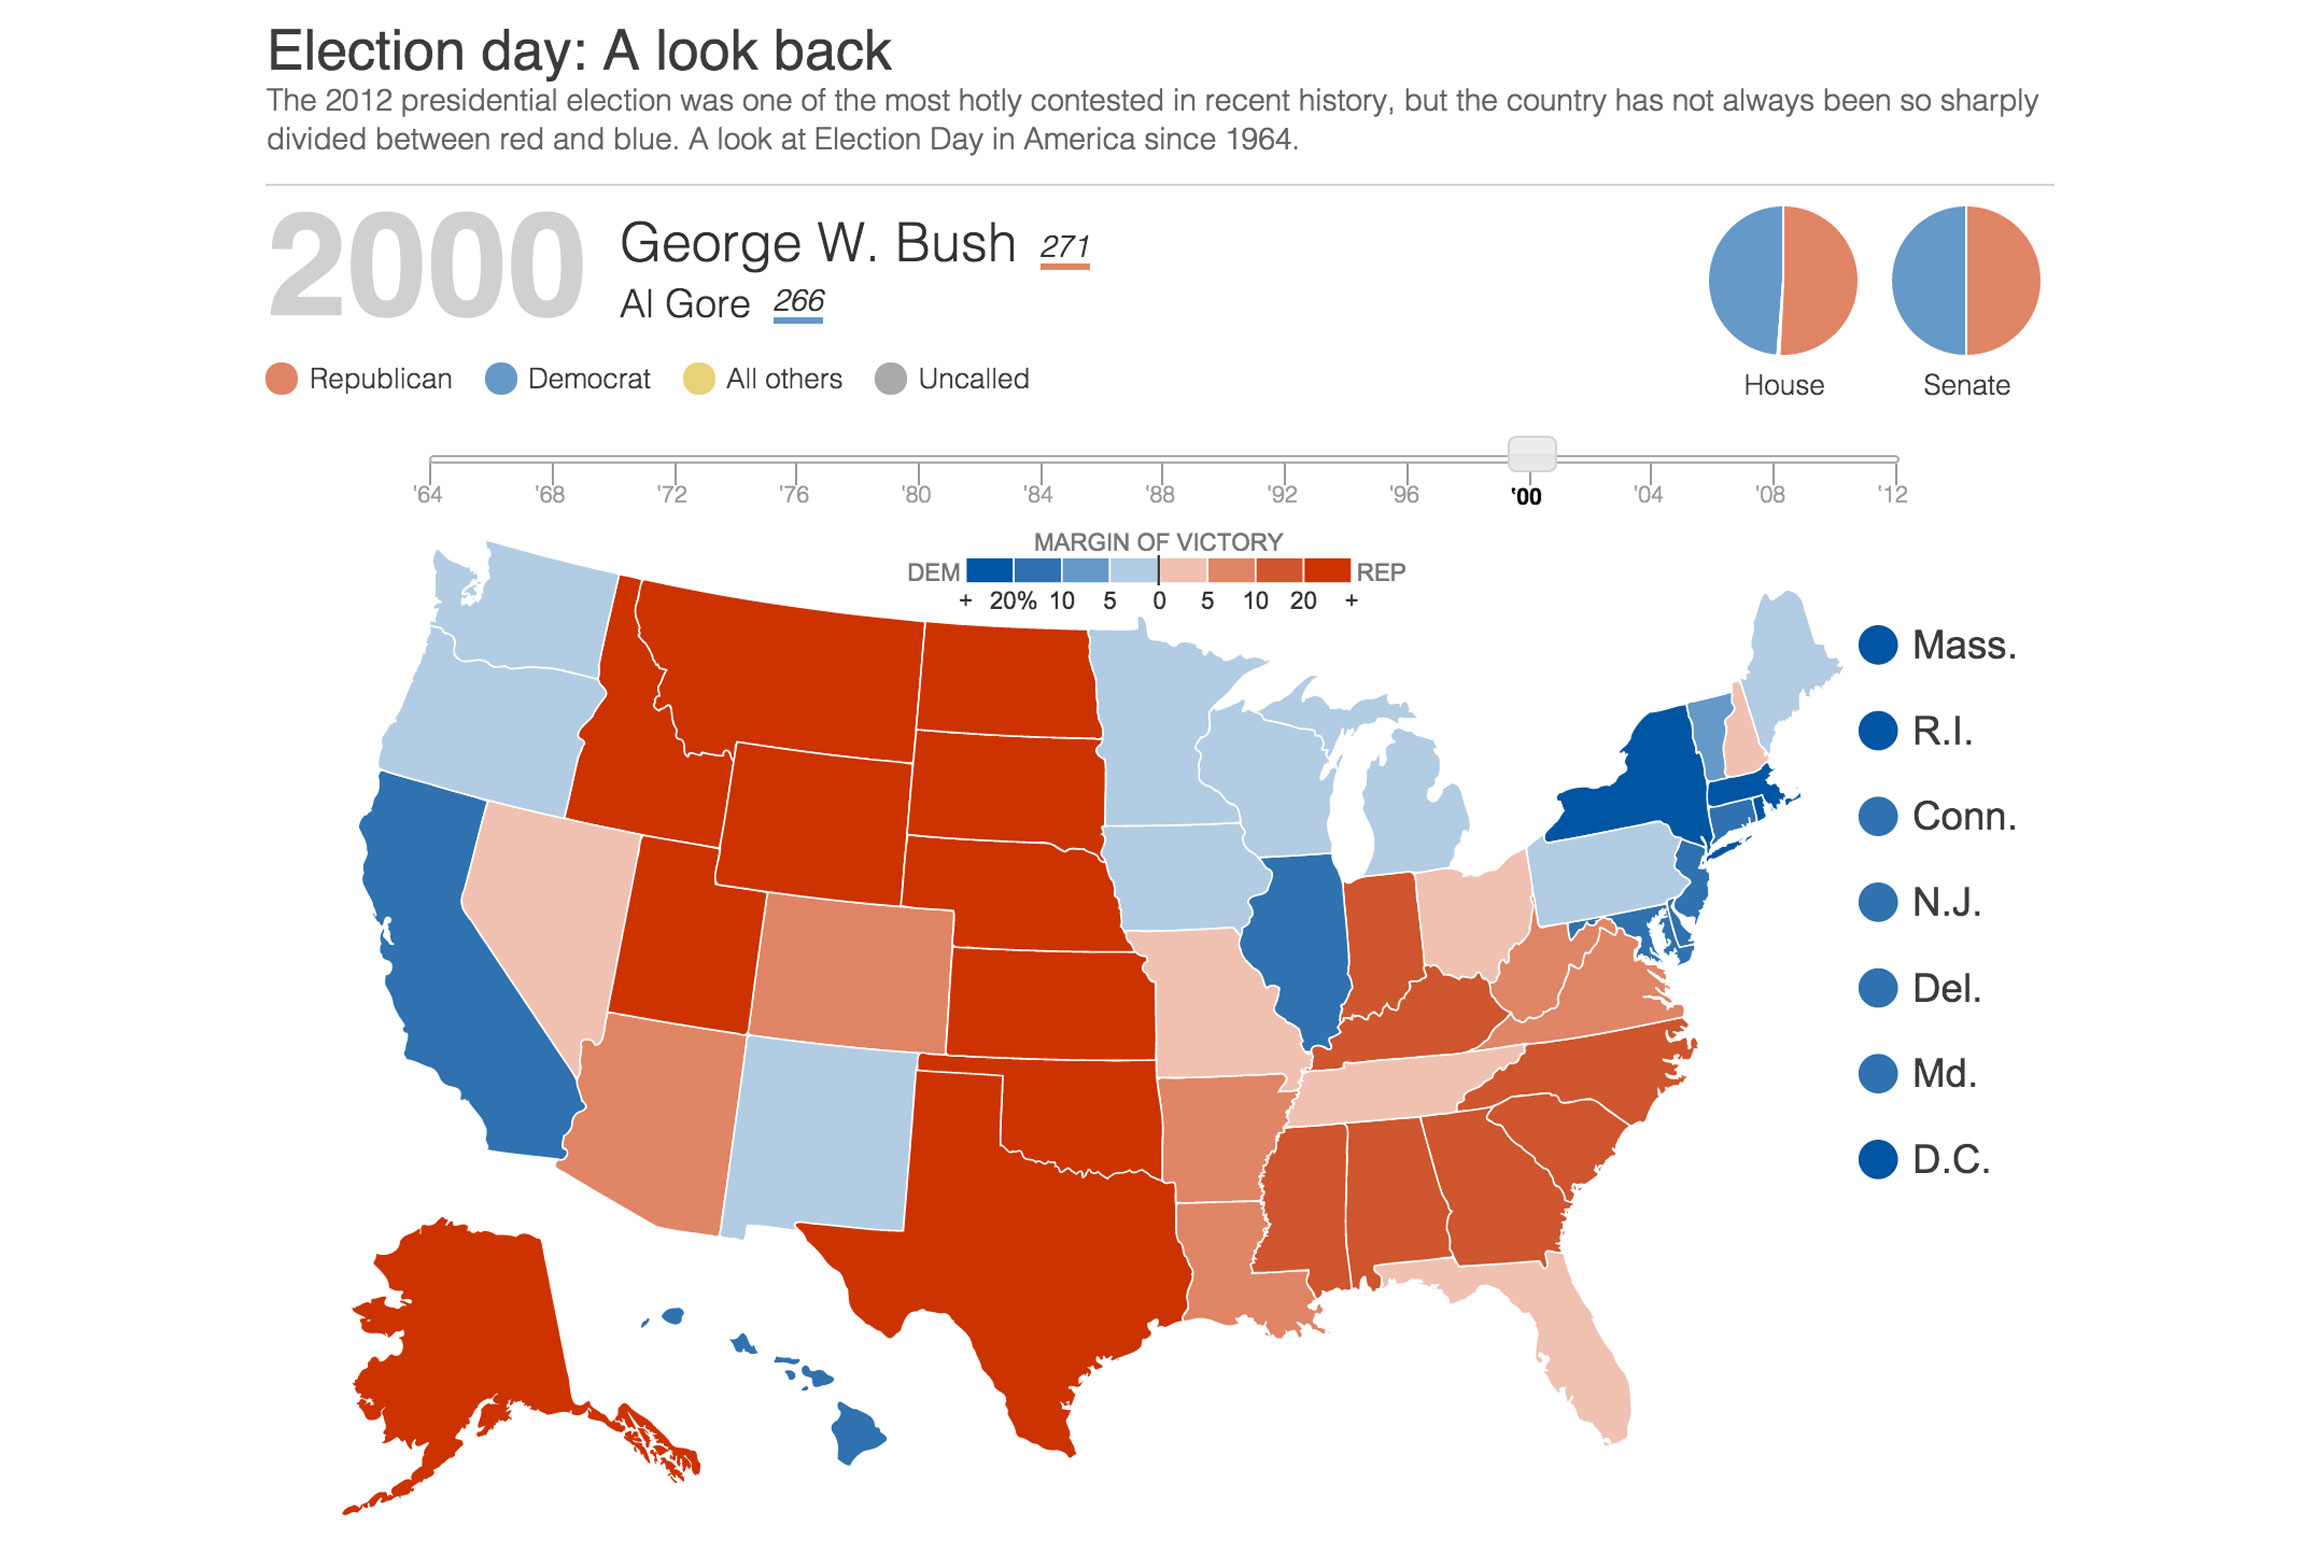 Election day: A look back
The 2012 presidential election was one of the most hotly contested in recent history, but the country has not always been so sharply
divided between red and blue. A look at Election Day in America since 1964.
2000
George W. Bush 271
Al Gore 266
Republican Democrat All others Uncalled
House Senate
'64 '68 '72 '76 '80 '84 '88 '92 '96 '00 '04 '08 '12
MARGIN OF VICTORY
DEM REP
+ 20% 10 5 0 5 10 20 +
Mass.
R.I.
Conn.
N.J.
Del.
Md.
D.C.